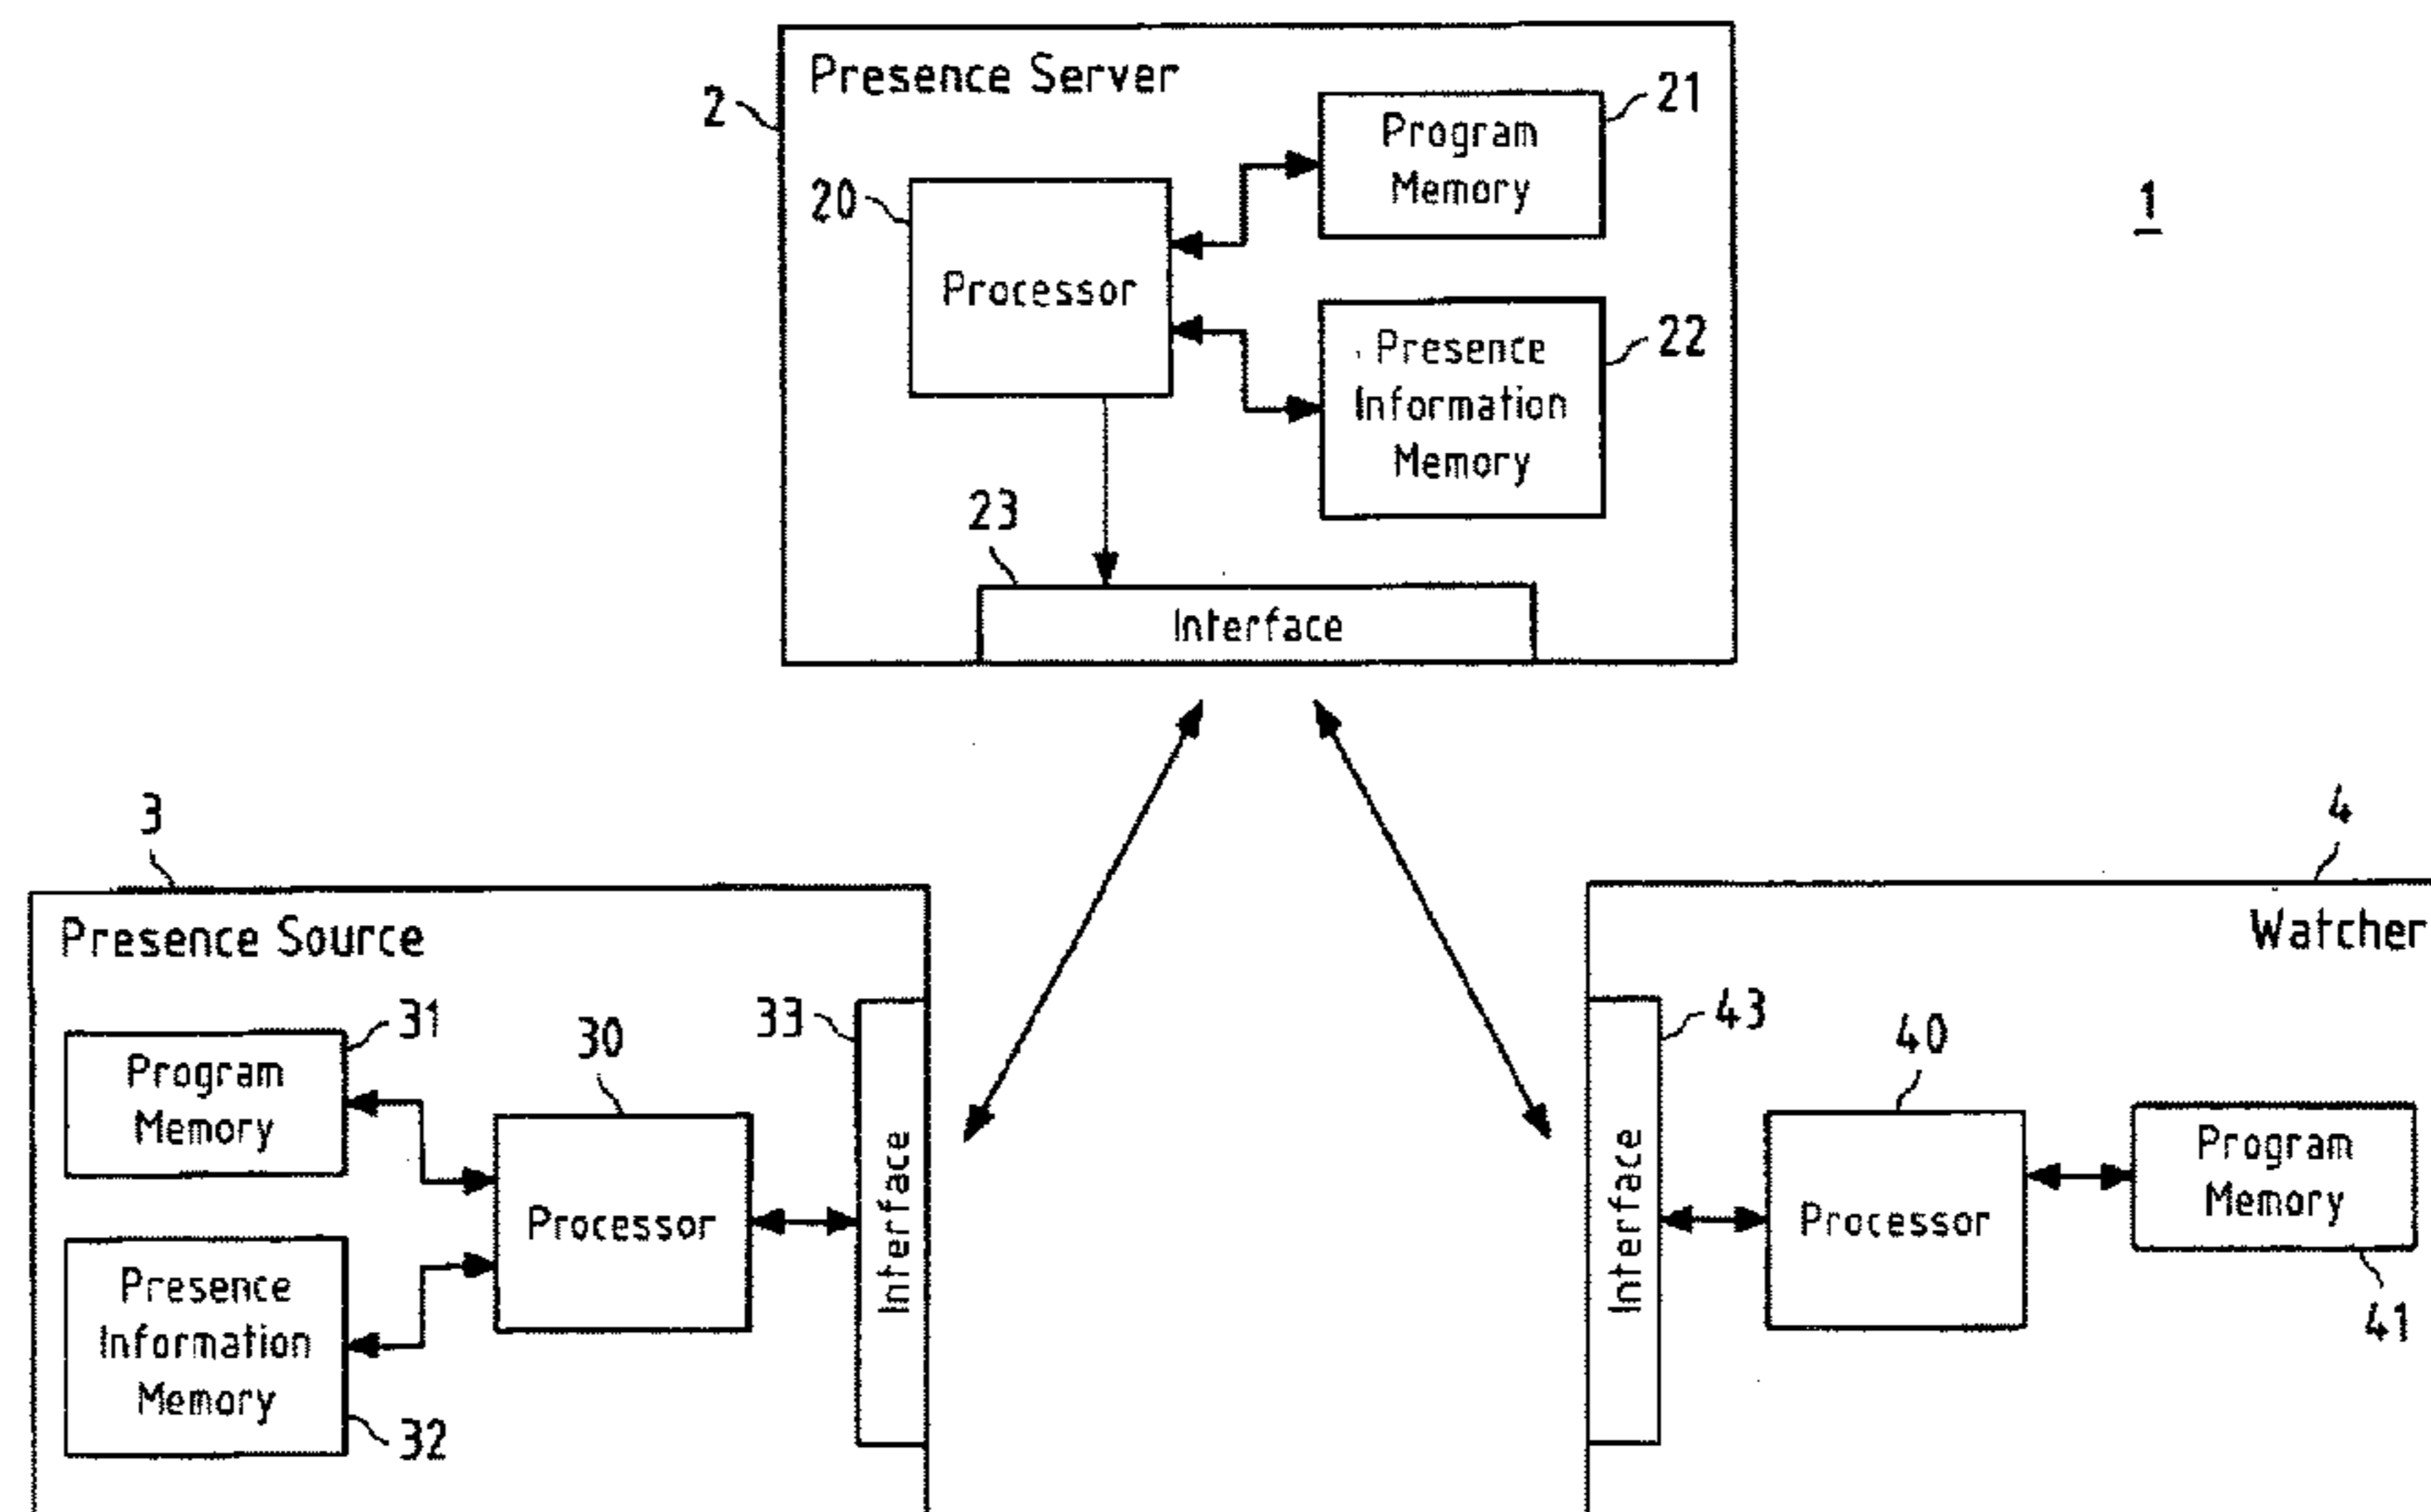 Presence Server
2
21
Program
Memory
1
20
Processor
22
Presence
Information
Memory
23
Interface
3
4
Presence Source
Watcher
31
Program
Memory
30
Processor
33
Interface
43
Interface
40
Processor
Program
Memory
41
Presence
Information
Memory
32